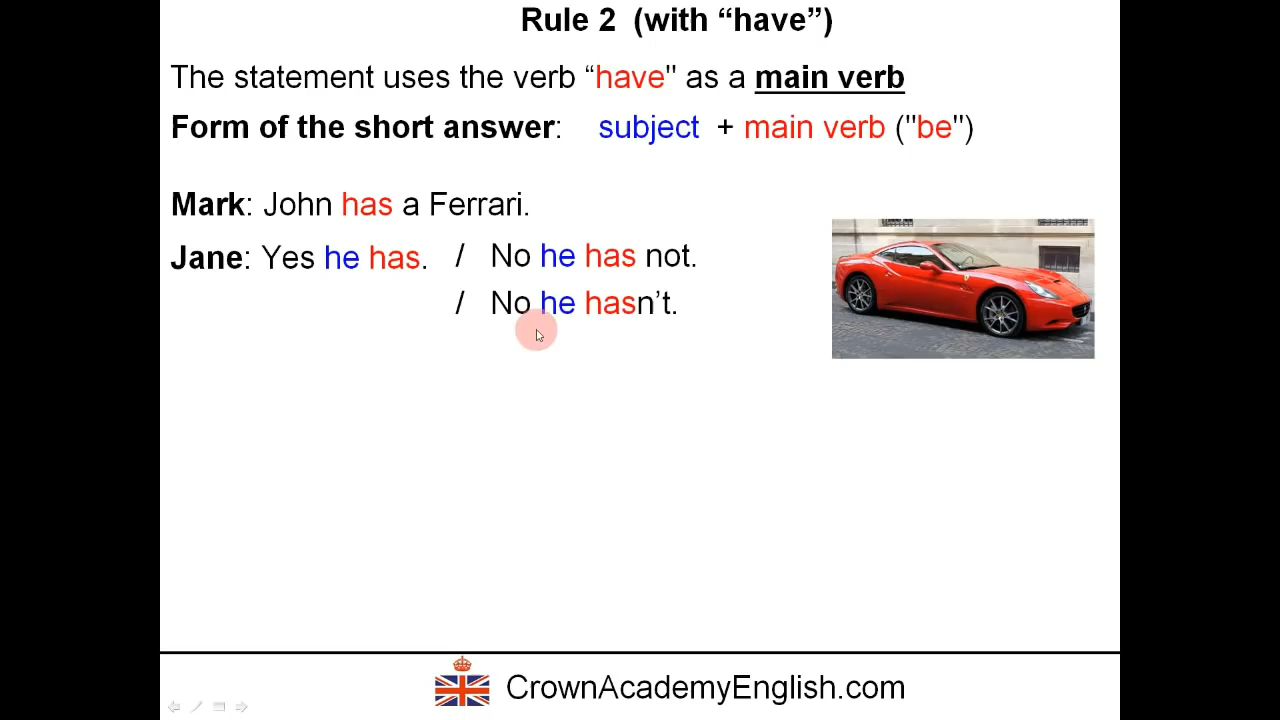 Rule 2 (with “have”)
The statement uses the verb “have" as a main verb
Form of the short answer: subject + main verb ("be")
Mark: John has a Ferrari.
Jane: Yes he has. / No he has not.
/ No he hasn’t.
CrownAcademyEnglish.com